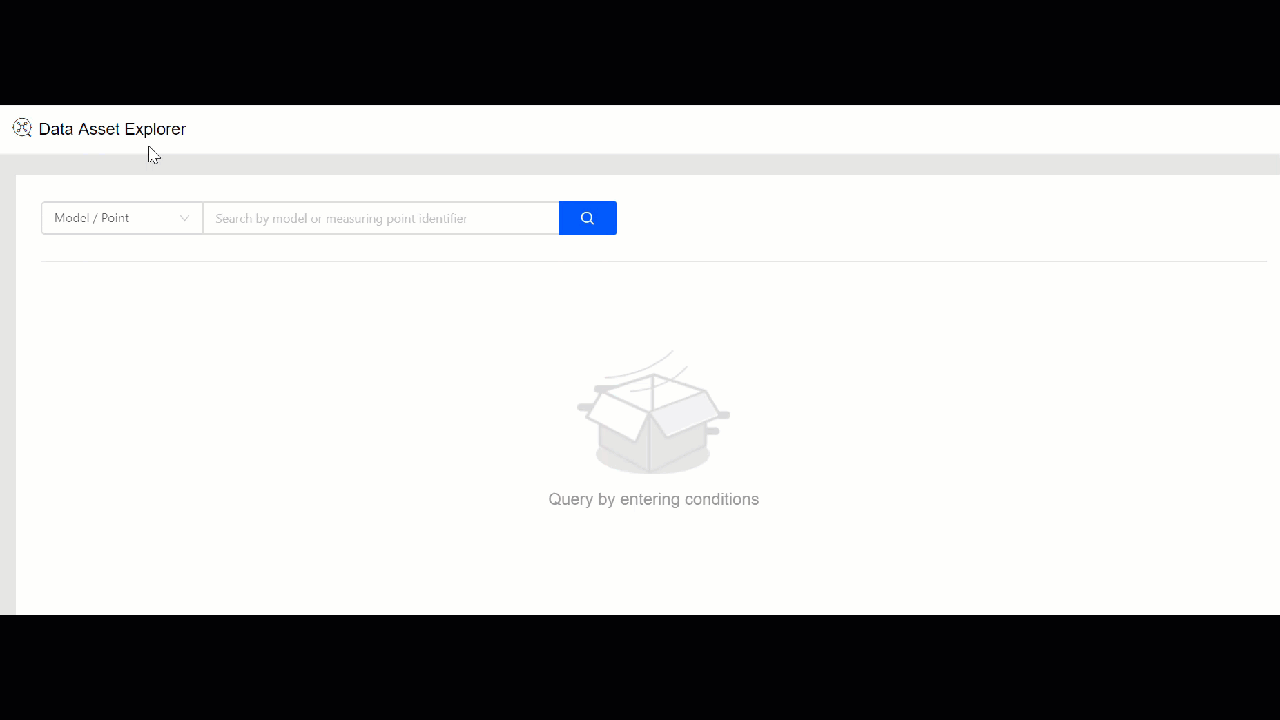 Data Asset Explorer
Model / Point
Search by model or measuring point identifier
Query by entering conditions